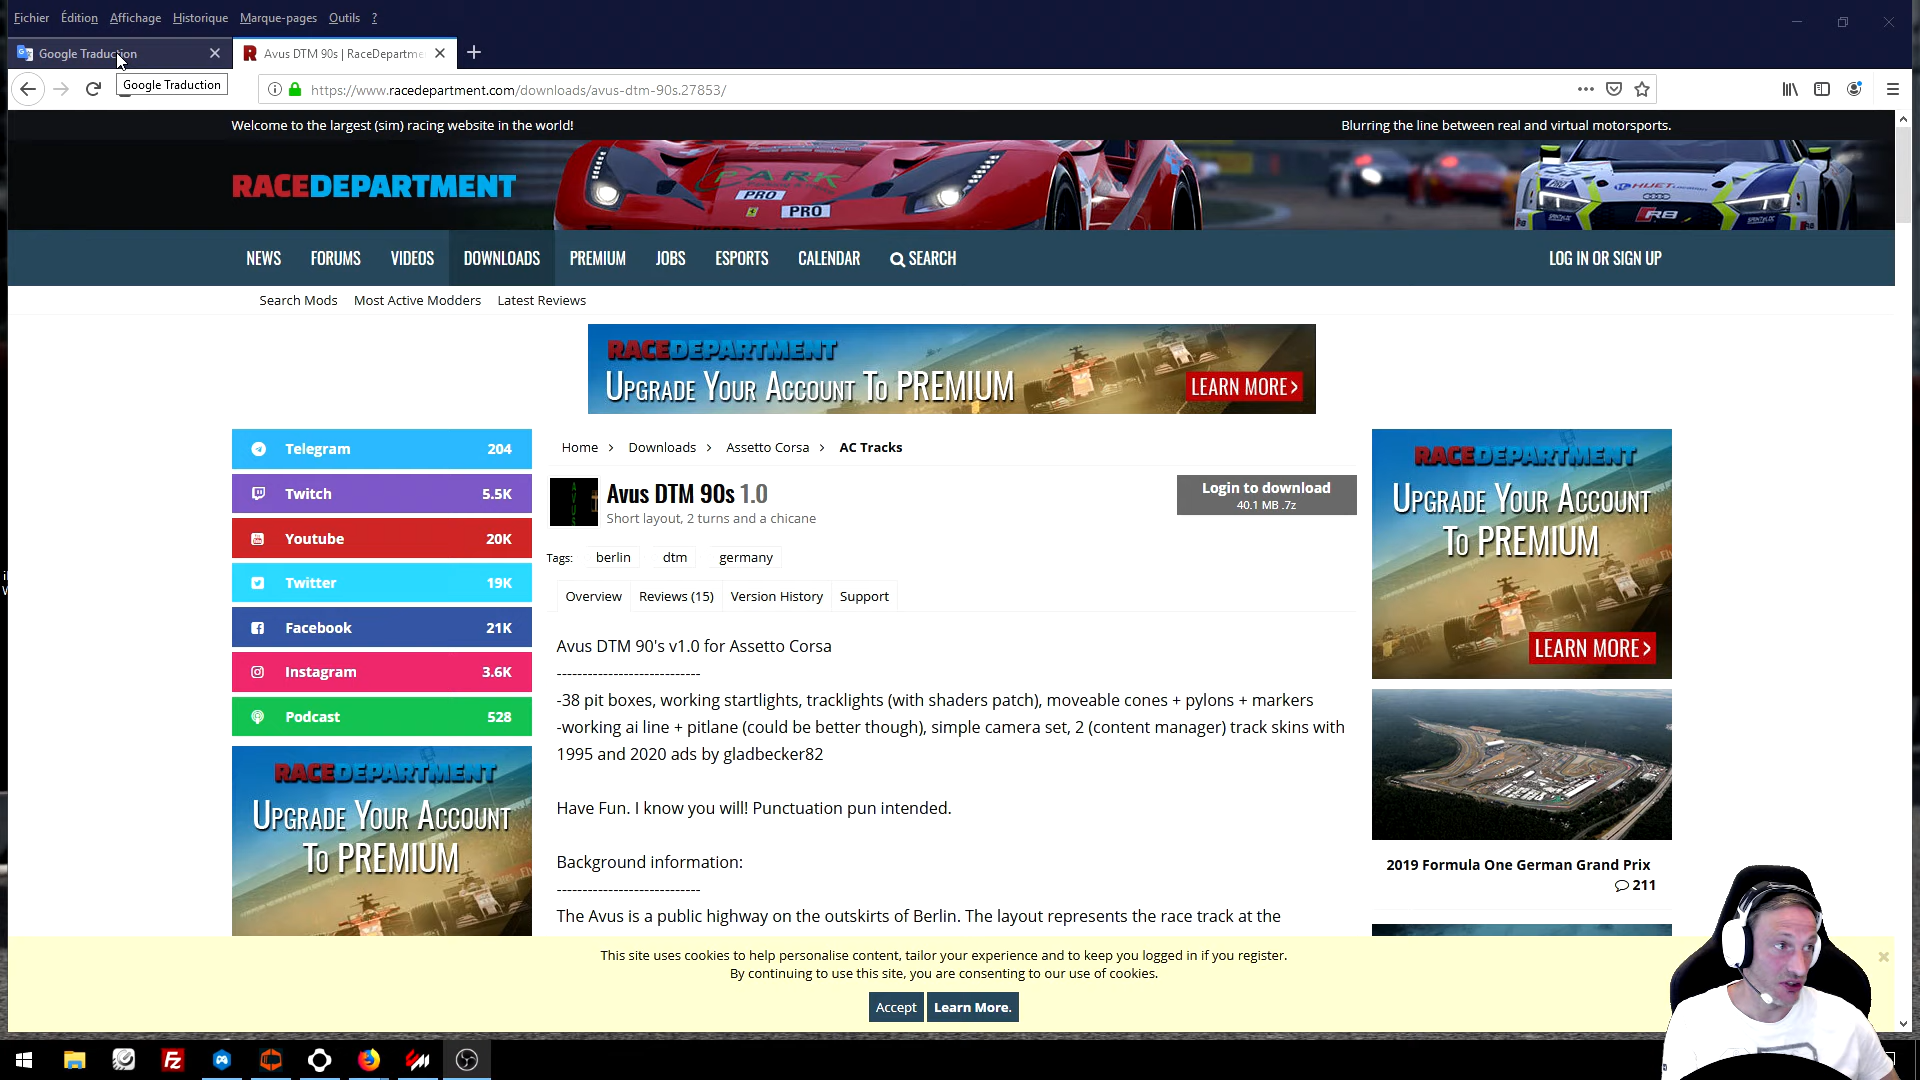 Fichier Édition Affichage Historique Marque-pages Outils ?
Google Traduction
Avus DTM 90s | RaceDepartme
Google Traduction
https://www.racedepartment.com/downloads/avus-dtm-90s.27853/
Welcome to the largest (sim) racing website in the world!
Blurring the line between real and virtual motorsports.
RACEDEPARTMENT
PARK
PRO
PRO
HUET
R8
NEWS FORUMS VIDEOS DOWNLOADS PREMIUM JOBS ESPORTS CALENDAR SEARCH
LOG IN OR SIGN UP
Search Mods Most Active Modders Latest Reviews
RACEDEPARTMENT
UPGRADE YOUR ACCOUNT TO PREMIUM
LEARN MORE >
Telegram 204
Twitch 5.5K
Youtube 20K
Twitter 19K
Facebook 21K
Instagram 3.6K
Podcast 528
RACEDEPARTMENT
UPGRADE YOUR ACCOUNT
TO PREMIUM
Home > Downloads > Assetto Corsa > AC Tracks
AVUS
Avus DTM 90s 1.0
Short layout, 2 turns and a chicane
Login to download
40.1 MB .7z
Tags: berlin dtm germany
Overview Reviews (15) Version History Support
Avus DTM 90's v1.0 for Assetto Corsa
----------------------------
-38 pit boxes, working startlights, tracklights (with shaders patch), moveable cones + pylons + markers
-working ai line + pitlane (could be better though), simple camera set, 2 (content manager) track skins with
1995 and 2020 ads by gladbecker82
Have Fun. I know you will! Punctuation pun intended.
Background information:
----------------------------
The Avus is a public highway on the outskirts of Berlin. The layout represents the race track at the
RACEDEPARTMENT
UPGRADE YOUR ACCOUNT
TO PREMIUM
LEARN MORE >
2019 Formula One German Grand Prix
211
This site uses cookies to help personalise content, tailor your experience and to keep you logged in if you register.
By continuing to use this site, you are consenting to our use of cookies.
Accept Learn More.